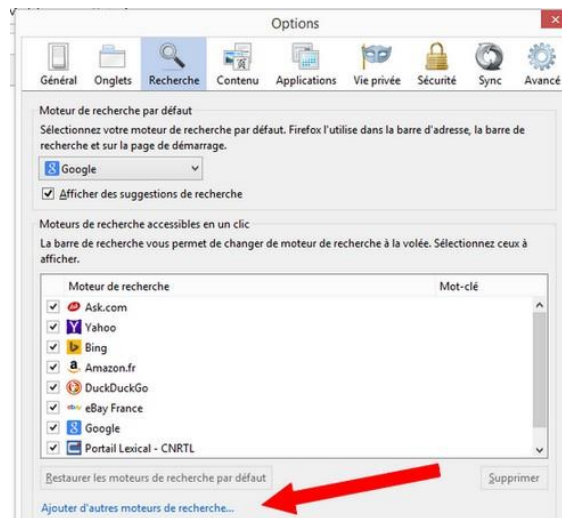 Options
Général Onglets Recherche Contenu Applications Vie privée Sécurité Sync Avancé
Moteur de recherche par défaut
Sélectionnez votre moteur de recherche par défaut. Firefox l'utilise dans la barre d'adresse, la barre de
recherche et sur la page de démarrage.
Google
Afficher des suggestions de recherche
Moteurs de recherche accessibles en un clic
La barre de recherche vous permet de changer de moteur de recherche à la volée. Sélectionnez ceux à
afficher.
Moteur de recherche Mot-clé
Ask.com
Yahoo
Bing
Amazon.fr
DuckDuckGo
eBay France
Google
Portail Lexical - CNRTL
Restaurer les moteurs de recherche par défaut Supprimer
Ajouter d'autres moteurs de recherche...